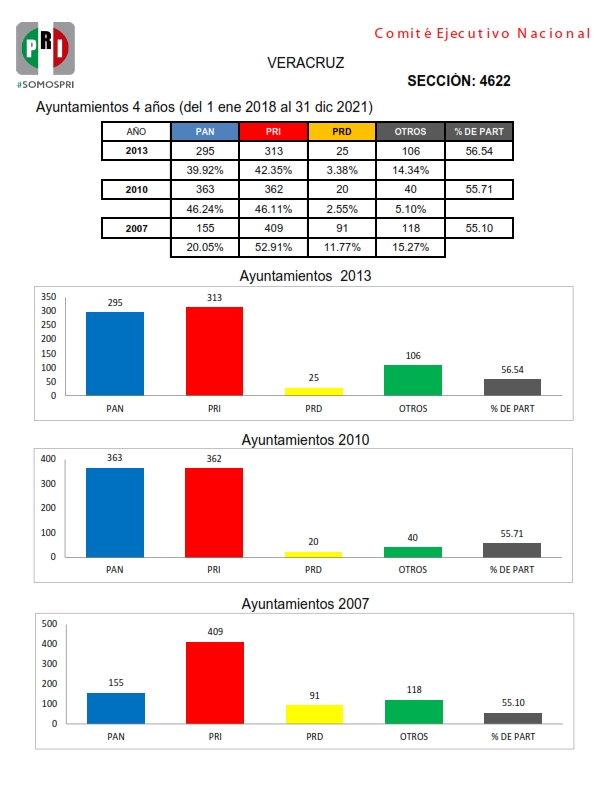 Comité Ejecutivo Nacional
PRI
#SOMOSPRI
VERACRUZ
SECCIÓN: 4622
Ayuntamientos 4 años (del 1 ene 2018 al 31 dic 2021)
AÑO PAN PRI PRD OTROS % DE PART
2013 295 313 25 106 56.54
39.92% 42.35% 3.38% 14.34%
2010 363 362 20 40 55.71
46.24% 46.11% 2.55% 5.10%
2007 155 409 91 118 55.10
20.05% 52.91% 11.77% 15.27%
Ayuntamientos 2013
350
300
250
200
150
100
50
0
295 313 25 106 56.54
PAN PRI PRD OTROS % DE PART
Ayuntamientos 2010
400
300
200
100
0
363 362 20 40 55.71
PAN PRI PRD OTROS % DE PART
Ayuntamientos 2007
500
400
300
200
100
0
155 409 91 118 55.10
PAN PRI PRD OTROS % DE PART